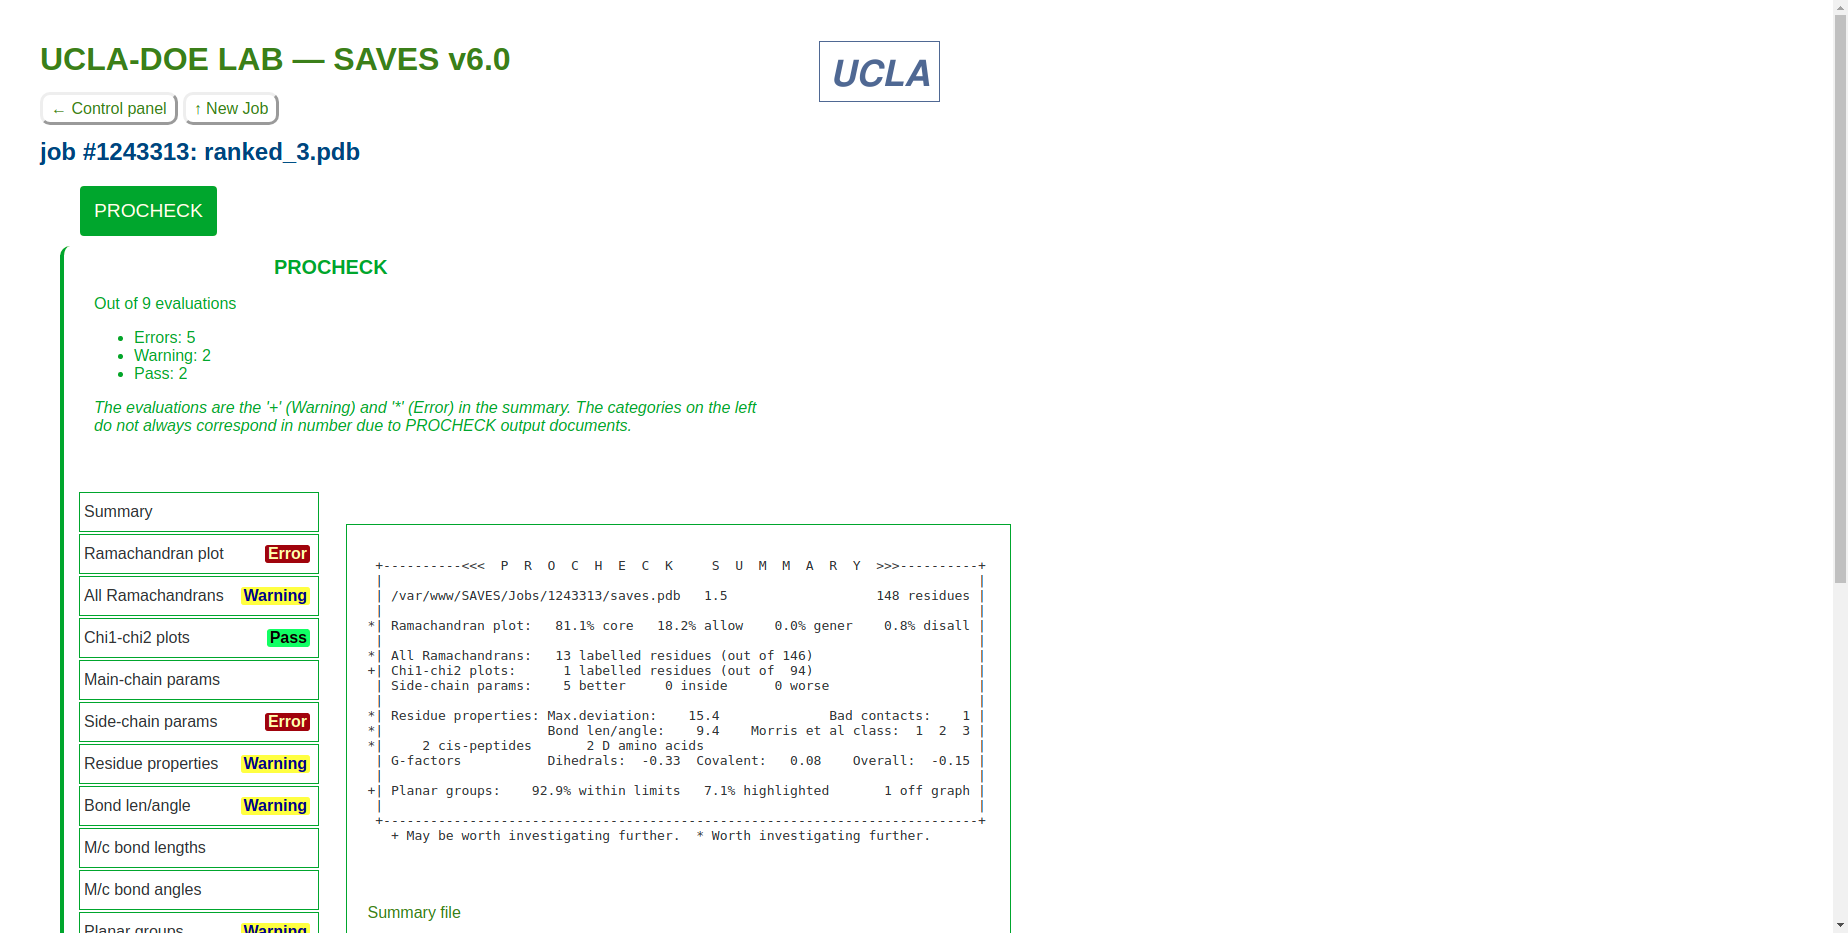 UCLA-DOE LAB — SAVES v6.0
UCLA
← Control panel
↑ New Job
job #1243313: ranked_3.pdb
PROCHECK
PROCHECK
Out of 9 evaluations
Errors: 5
Warning: 2
Pass: 2
The evaluations are the '+' (Warning) and '*' (Error) in the summary. The categories on the left
do not always correspond in number due to PROCHECK output documents.
Summary
Ramachandran plot Error
All Ramachandrans Warning
Chi1-chi2 plots Pass
Main-chain params
Side-chain params Error
Residue properties Warning
Bond len/angle Warning
M/c bond lengths
M/c bond angles
Planar groups Warning
+----------<<<  P  R  O  C  H  E  C  K     S  U  M  M  A  R  Y  >>>----------+
|                                                                            |
| /var/www/SAVES/Jobs/1243313/saves.pdb   1.5                   148 residues |
|                                                                            |
*| Ramachandran plot:   81.1% core   18.2% allow    0.0% gener    0.8% disall |
|                                                                            |
*| All Ramachandrans:   13 labelled residues (out of 146)                     |
+| Chi1-chi2 plots:      1 labelled residues (out of  94)                     |
| Side-chain params:    5 better     0 inside      0 worse                   |
|                                                                            |
*| Residue properties: Max.deviation:    15.4              Bad contacts:    1 |
*|                     Bond len/angle:    9.4    Morris et al class:  1  2  3 |
*|     2 cis-peptides       2 D amino acids                                   |
| G-factors           Dihedrals:  -0.33  Covalent:   0.08    Overall:  -0.15 |
|                                                                            |
+| Planar groups:    92.9% within limits   7.1% highlighted       1 off graph |
|                                                                            |
+----------------------------------------------------------------------------+
+ May be worth investigating further.  * Worth investigating further.
Summary file